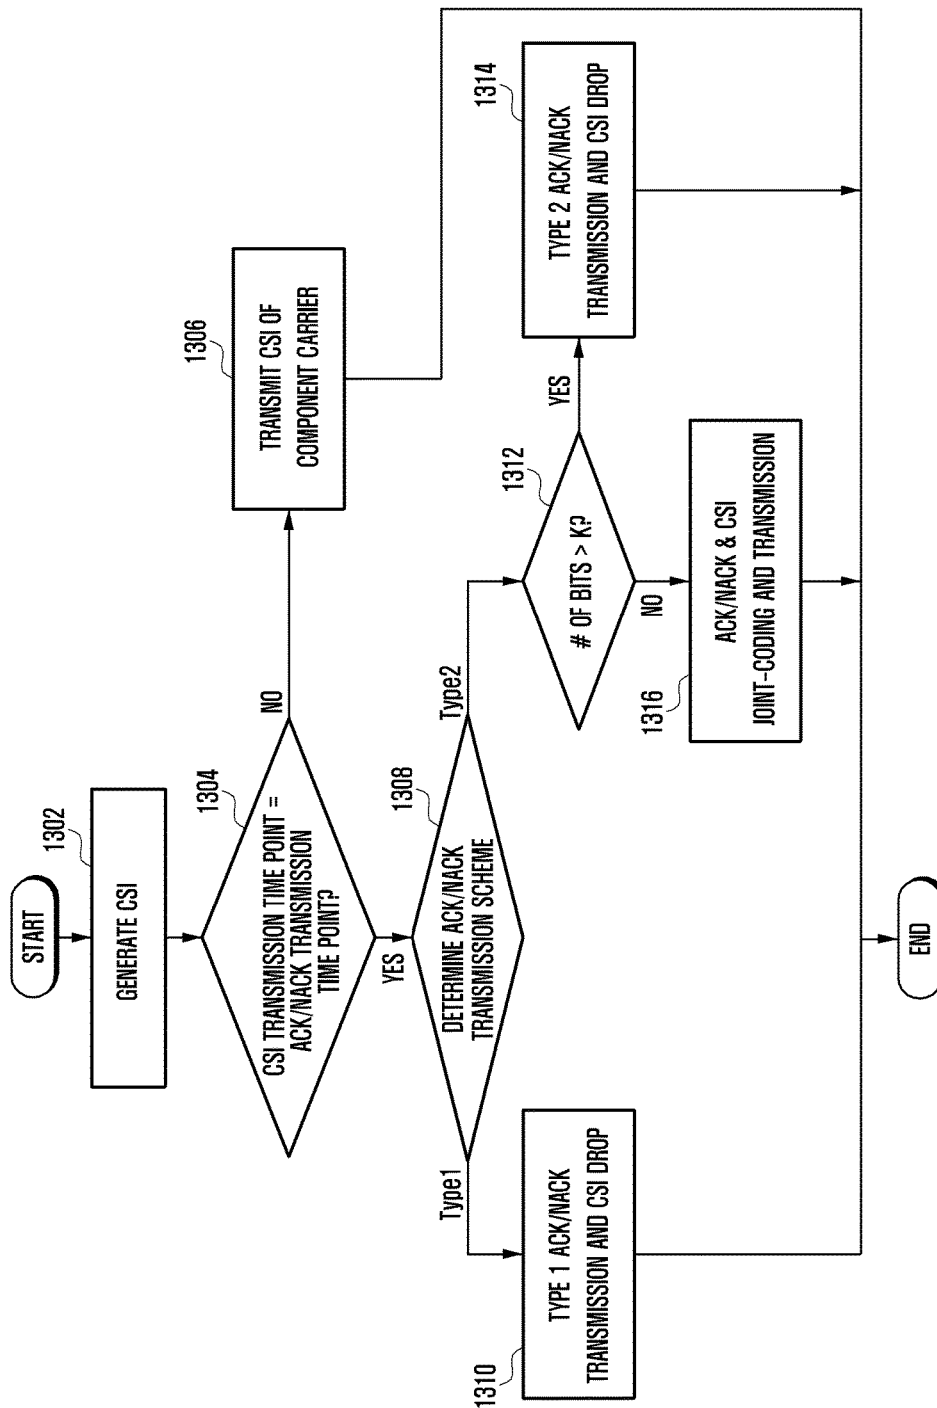 START
1302
GENERATE CSI
1304
CSI TRANSMISSION TIME POINT =
ACK/NACK TRANSMISSION
TIME POINT?
NO
1306
TRANSMIT CSI OF
COMPONENT CARRIER
YES
1308
DETERMINE ACK/NACK
TRANSMISSION SCHEME
Type1
Type2
1310
TYPE 1 ACK/NACK
TRANSMISSION AND CSI DROP
1312
# OF BITS > K?
YES
1314
TYPE 2 ACK/NACK
TRANSMISSION AND CSI DROP
NO
1316
ACK/NACK & CSI
JOINT-CODING AND TRANSMISSION
END